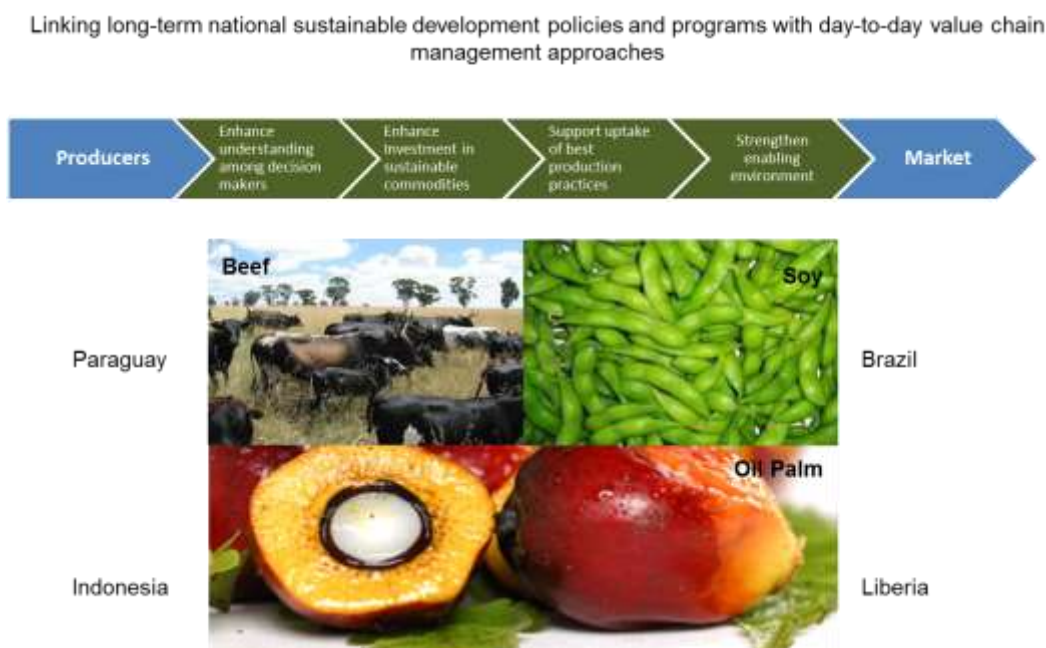 Linking long-term national sustainable development policies and programs with day-to-day value chain
management approaches
Producers
Enhance
understanding
among decision
makers
Enhance
Investment in
sustainable
commodities
Support uptake
of best
production
practices
Strengthen
enabling
environment
Market
Beef
Soy
Paraguay
Brazil
Oil Palm
Indonesia
Liberia